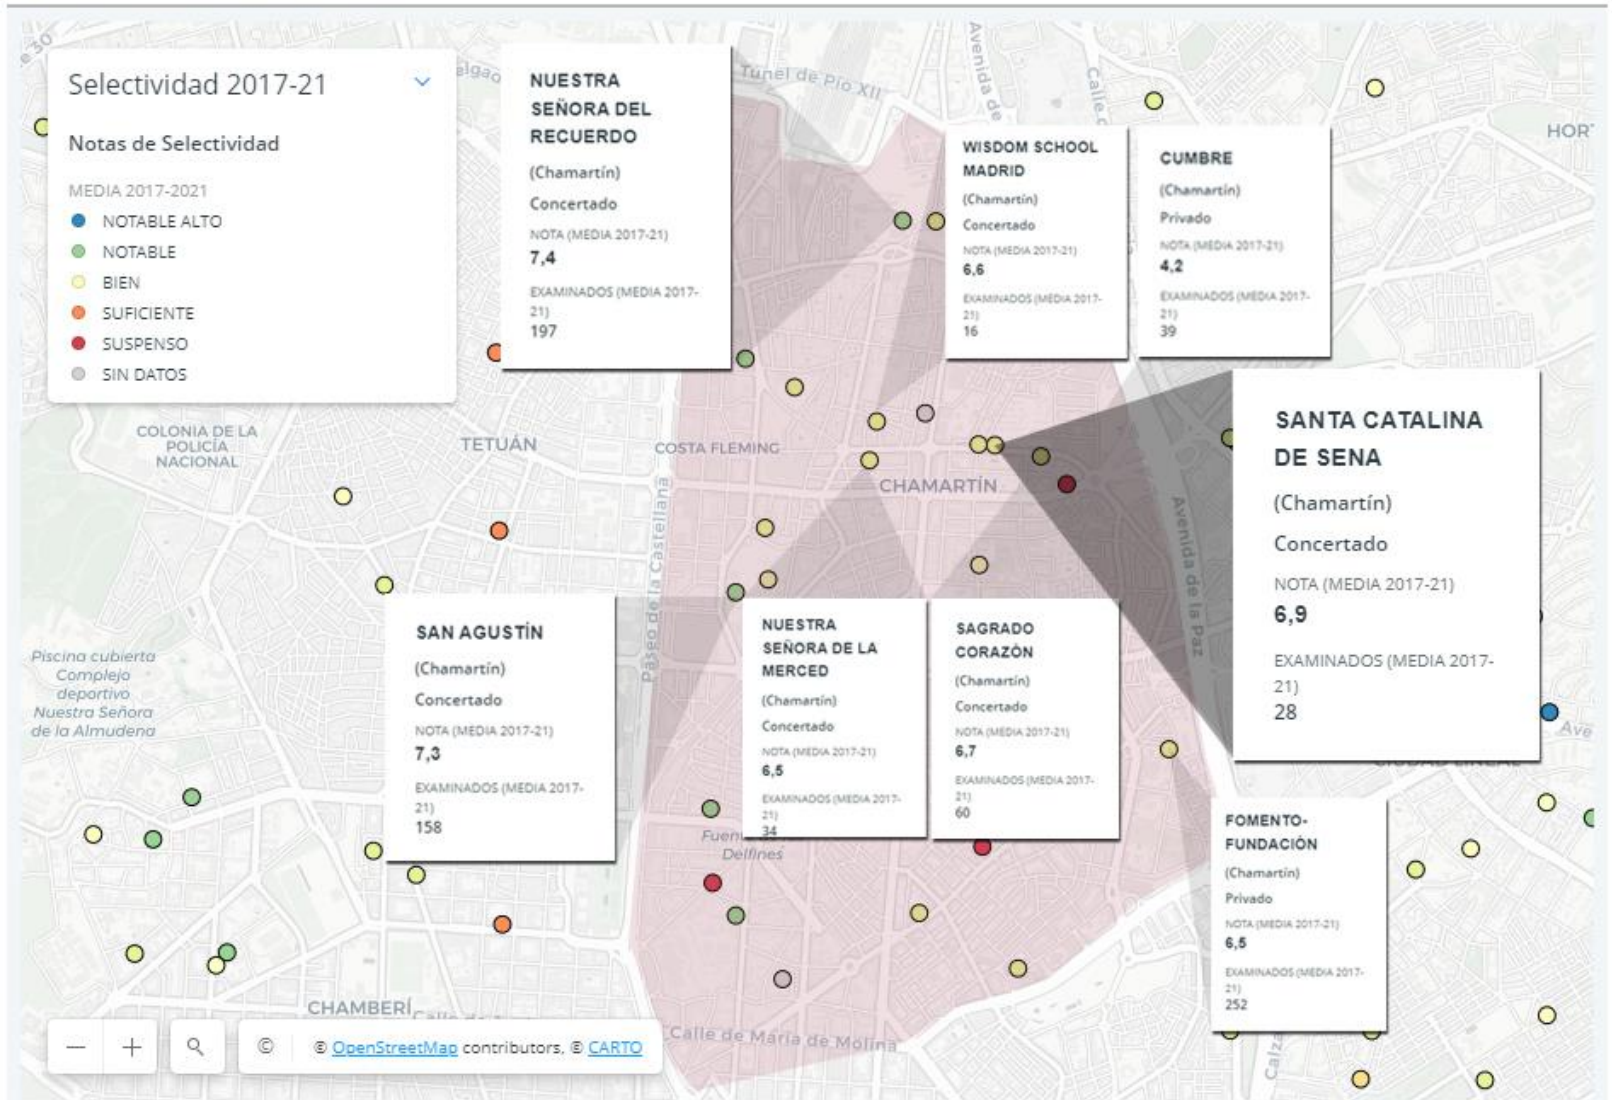 Selectividad 2017-21
Notas de Selectividad
MEDIA 2017-2021
NOTABLE ALTO
NOTABLE
BIEN
SUFICIENTE
SUSPENSO
SIN DATOS
NUESTRA
SEÑORA DEL
RECUERDO
(Chamartín)
Concertado
NOTA (MEDIA 2017-21)
7,4
EXAMINADOS (MEDIA 2017-
21)
197
Túnel de Pío XII
Avenida de
WISDOM SCHOOL
MADRID
(Chamartín)
Concertado
NOTA (MEDIA 2017-21)
6,6
EXAMINADOS (MEDIA 2017-
21)
16
CUMBRE
(Chamartín)
Privado
NOTA (MEDIA 2017-21)
4,2
EXAMINADOS (MEDIA 2017-
21)
39
COLONIA DE LA
POLICÍA
NACIONAL
TETUÁN
COSTA FLEMING
CHAMARTÍN
Paseo de la Castellana
Avenida de la Paz
SANTA CATALINA
DE SENA
(Chamartín)
Concertado
NOTA (MEDIA 2017-21)
6,9
EXAMINADOS (MEDIA 2017-
21)
28
Piscina cubierta
Complejo
deportivo
Nuestra Señora
de la Almudena
SAN AGUSTÍN
(Chamartín)
Concertado
NOTA (MEDIA 2017-21)
7,3
EXAMINADOS (MEDIA 2017-
21)
158
NUESTRA
SEÑORA DE LA
MERCED
(Chamartín)
Concertado
NOTA (MEDIA 2017-21)
6,5
EXAMINADOS (MEDIA 2017-
21)
34
SAGRADO
CORAZÓN
(Chamartín)
Concertado
NOTA (MEDIA 2017-21)
6,7
EXAMINADOS (MEDIA 2017-
21)
60
Delfines
FOMENTO-
FUNDACIÓN
(Chamartín)
Privado
NOTA (MEDIA 2017-21)
6,5
EXAMINADOS (MEDIA 2017-
21)
252
CHAMBERÍ
Calle de María de Molina
© OpenStreetMap contributors, © CARTO